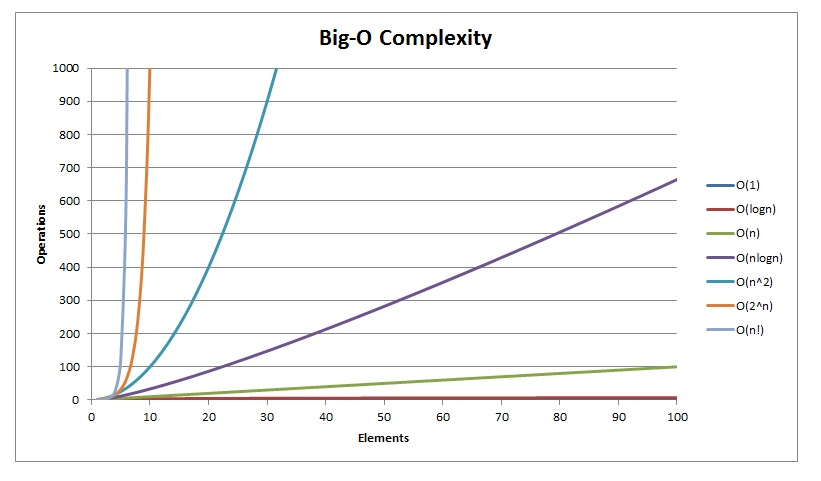 Big-O Complexity
1000
900
800
700
600
500
400
300
200
100
0
Operations
0 10 20 30 40 50 60 70 80 90 100
Elements
O(1)
O(logn)
O(n)
O(nlogn)
O(n^2)
O(2^n)
O(n!)